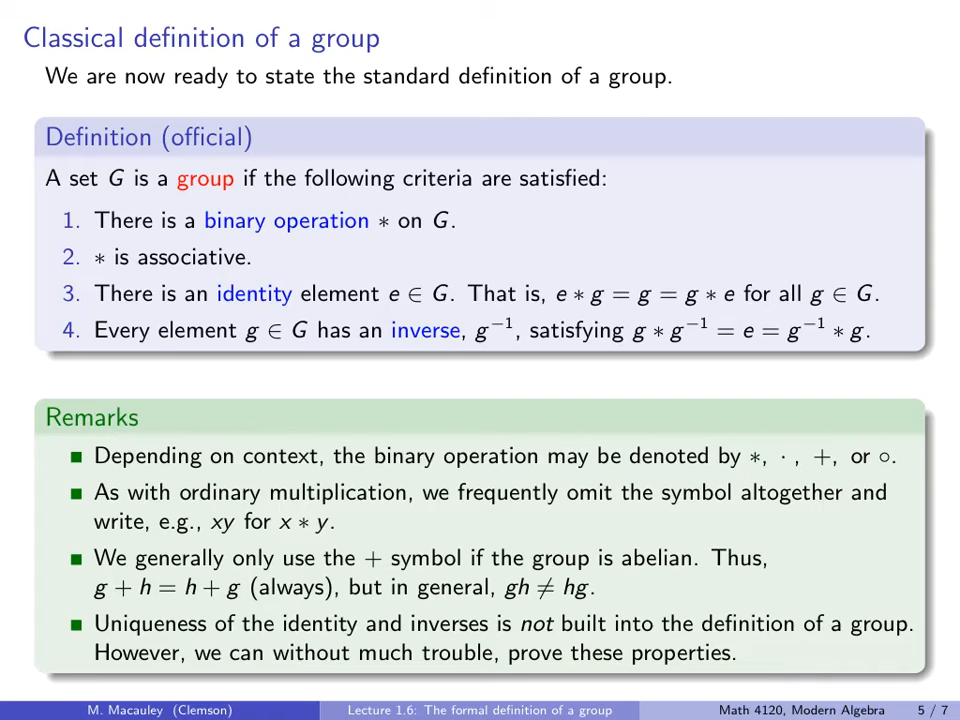 Classical definition of a group
We are now ready to state the standard definition of a group.
Definition (official)
A set G is a group if the following criteria are satisfied:
1. There is a binary operation ∗ on G.
2. ∗ is associative.
3. There is an identity element e ∈ G. That is, e ∗ g = g = g ∗ e for all g ∈ G.
4. Every element g ∈ G has an inverse, g⁻¹, satisfying g ∗ g⁻¹ = e = g⁻¹ ∗ g.
Remarks
■ Depending on context, the binary operation may be denoted by ∗, ·, +, or ∘.
■ As with ordinary multiplication, we frequently omit the symbol altogether and
write, e.g., xy for x ∗ y.
■ We generally only use the + symbol if the group is abelian. Thus,
g + h = h + g (always), but in general, gh ≠ hg.
■ Uniqueness of the identity and inverses is not built into the definition of a group.
However, we can without much trouble, prove these properties.
M. Macauley (Clemson) Lecture 1.6: The formal definition of a group Math 4120, Modern Algebra 5 / 7